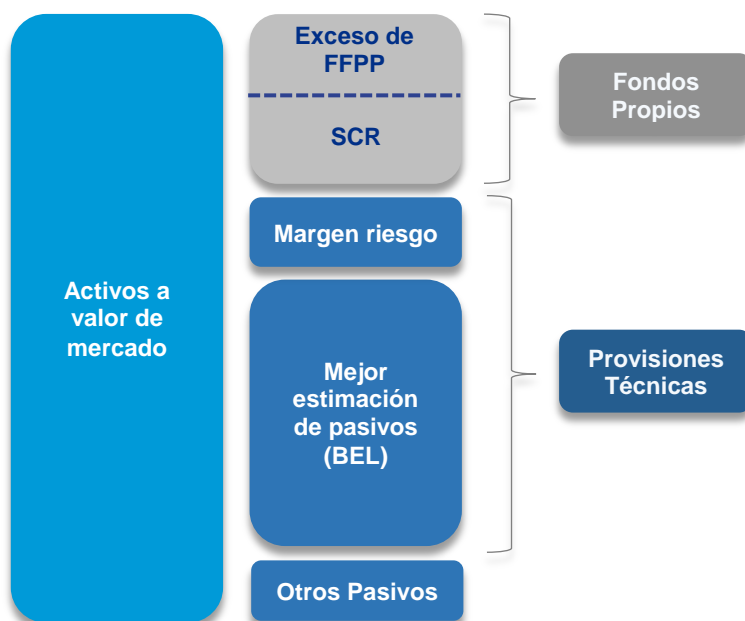 Activos a
valor de
mercado
Exceso de
FFPP
SCR
Margen riesgo
Mejor
estimación
de pasivos
(BEL)
Otros Pasivos
Fondos
Propios
Provisiones
Técnicas